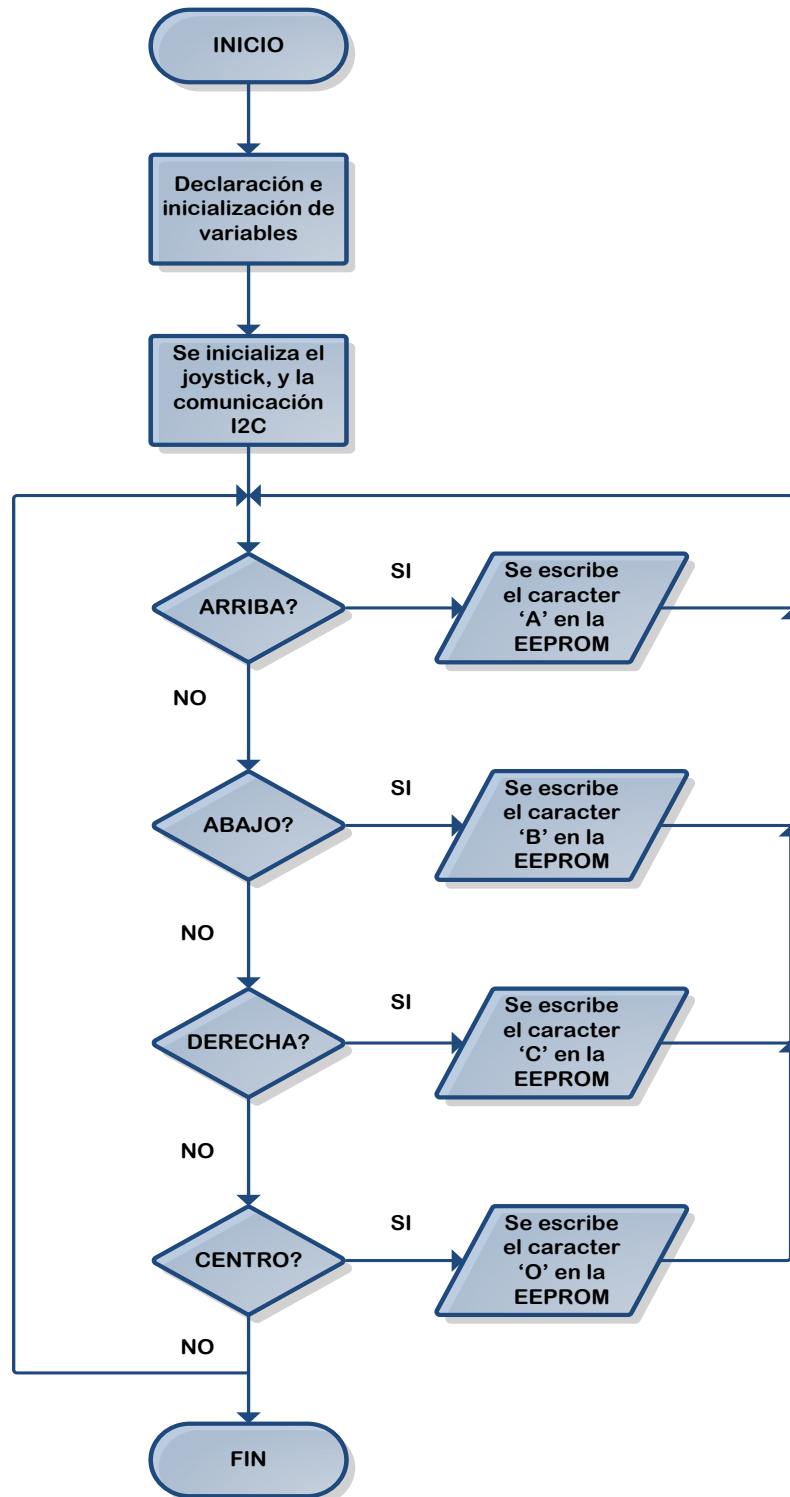 INICIO
Declaración e
inicialización de
variables
Se inicializa el
joystick, y la
comunicación
I2C
ARRIBA?
SI
Se escribe
el caracter
‘A’ en la
EEPROM
NO
ABAJO?
SI
Se escribe
el caracter
‘B’ en la
EEPROM
NO
DERECHA?
SI
Se escribe
el caracter
‘C’ en la
EEPROM
NO
CENTRO?
SI
Se escribe
el caracter
‘O’ en la
EEPROM
NO
FIN